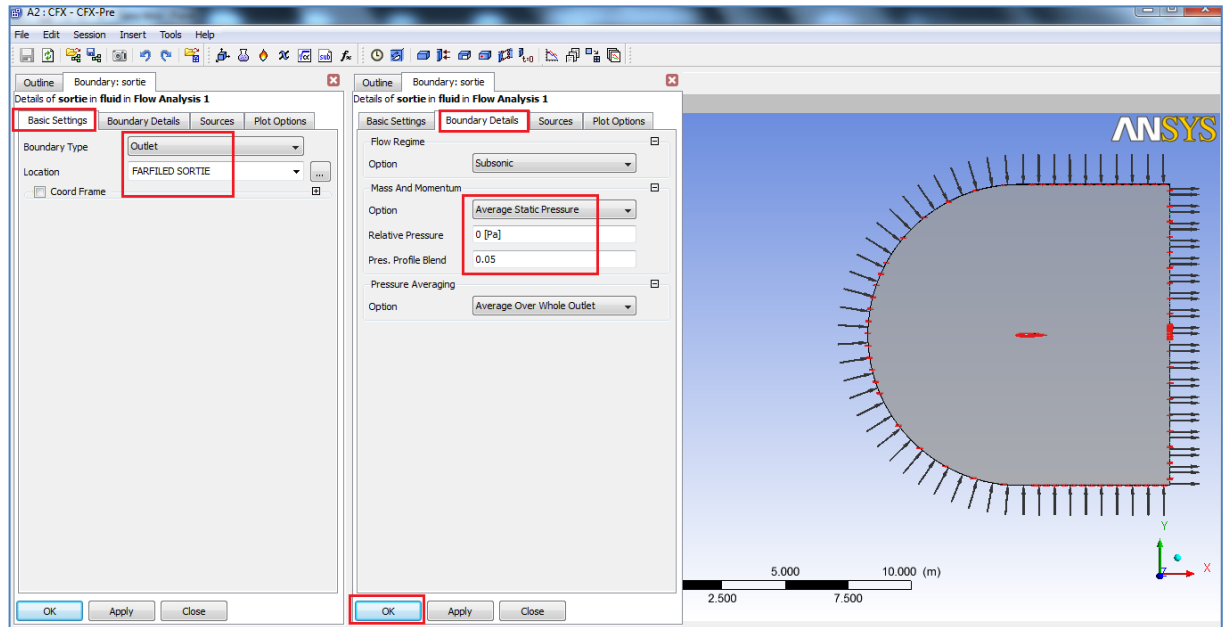 A2 : CFX - CFX-Pre
File Edit Session Insert Tools Help
Outline Boundary: sortie
Details of sortie in fluid in Flow Analysis 1
Basic Settings Boundary Details Sources Plot Options
Boundary Type Outlet
Location FARFILED SORTIE ...
Coord Frame
OK Apply Close
Outline Boundary: sortie
Details of sortie in fluid in Flow Analysis 1
Basic Settings Boundary Details Sources Plot Options
Flow Regime
Option Subsonic
Mass And Momentum
Option Average Static Pressure
Relative Pressure 0 [Pa]
Pres. Profile Blend 0.05
Pressure Averaging
Option Average Over Whole Outlet
OK Apply Close
ANSYS
Y
X
Z
5.000 10.000 (m)
2.500 7.500